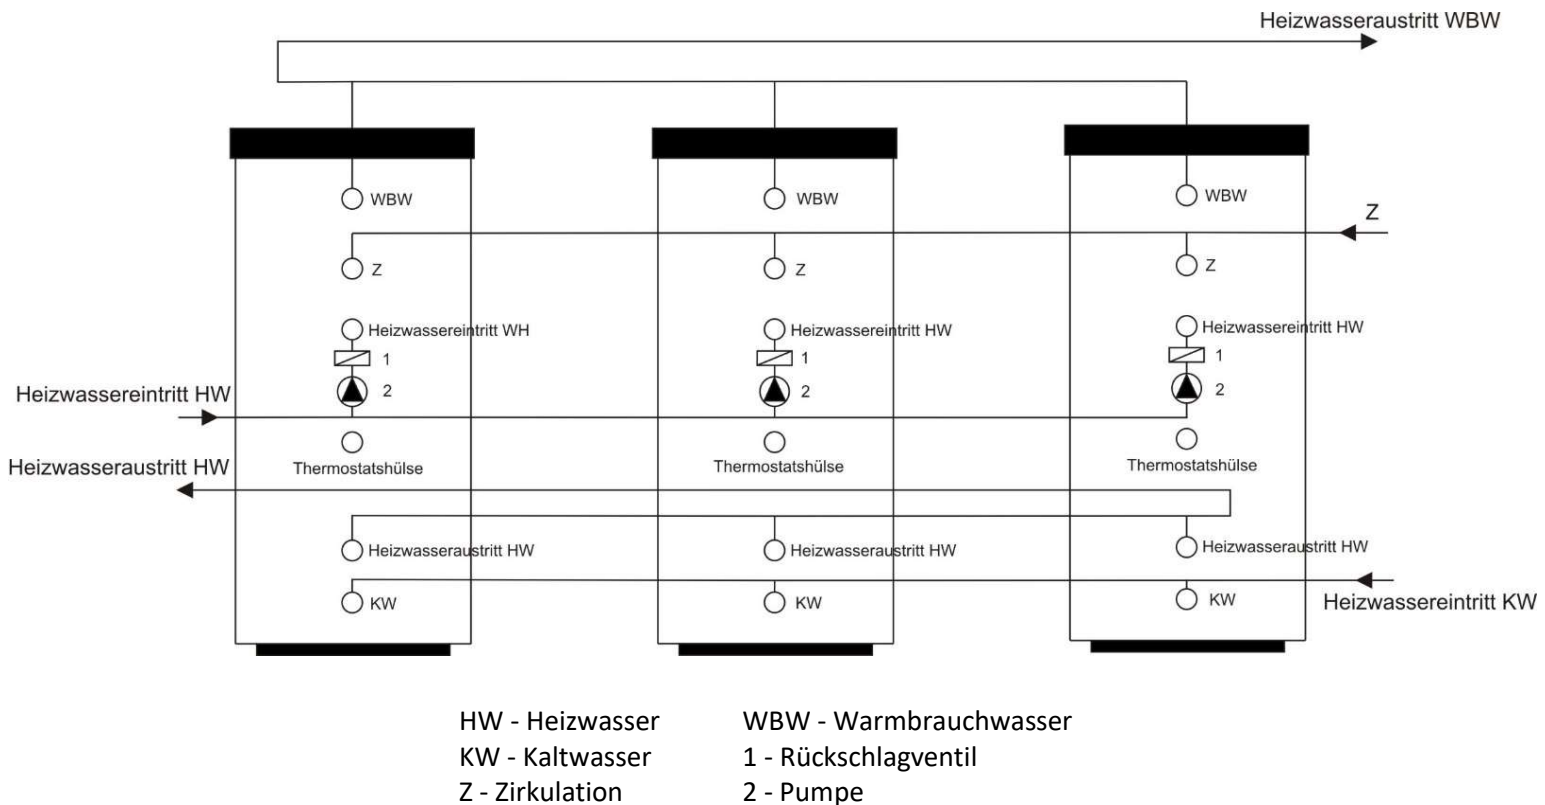 Heizwasseraustritt WBW
WBW
WBW
WBW
Z
Z
Z
Z
Heizwassereintritt WH
Heizwassereintritt HW
Heizwassereintritt HW
1
1
1
Heizwassereintritt HW
2
2
2
Heizwasseraustritt HW
Thermostatshülse
Thermostatshülse
Thermostatshülse
Heizwasseraustritt HW
Heizwasseraustritt HW
Heizwasseraustritt HW
KW
KW
KW
Heizwassereintritt KW
HW - Heizwasser
WBW - Warmbrauchwasser
KW - Kaltwasser
1 - Rückschlagventil
Z - Zirkulation
2 - Pumpe